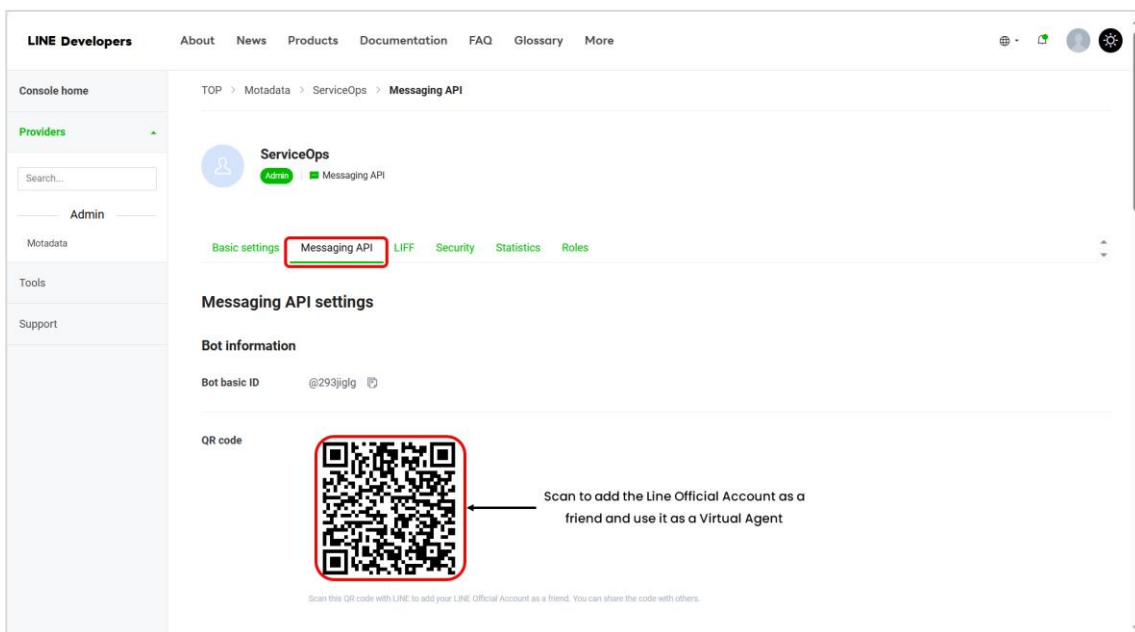 LINE Developers
About News Products Documentation FAQ Glossary More
Console home
Providers
Search...
Admin
Motadata
Tools
Support
TOP > Motadata > ServiceOps > Messaging API
ServiceOps
Admin Messaging API
Basic settings Messaging API LIFF Security Statistics Roles
Messaging API settings
Bot information
Bot basic ID @293jiglg
QR code
Scan to add the Line Official Account as a
friend and use it as a Virtual Agent
Scan this QR code with LINE to add your LINE Official Account as a friend. You can share the code with others.